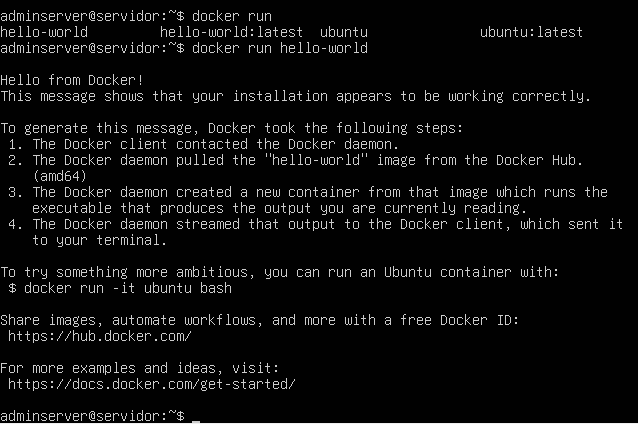 adminserver@servidor:~$ docker run
hello-world         hello-world:latest  ubuntu              ubuntu:latest
adminserver@servidor:~$ docker run hello-world

Hello from Docker!
This message shows that your installation appears to be working correctly.

To generate this message, Docker took the following steps:
 1. The Docker client contacted the Docker daemon.
 2. The Docker daemon pulled the "hello-world" image from the Docker Hub.
    (amd64)
 3. The Docker daemon created a new container from that image which runs the
    executable that produces the output you are currently reading.
 4. The Docker daemon streamed that output to the Docker client, which sent it
    to your terminal.

To try something more ambitious, you can run an Ubuntu container with:
 $ docker run -it ubuntu bash

Share images, automate workflows, and more with a free Docker ID:
 https://hub.docker.com/

For more examples and ideas, visit:
 https://docs.docker.com/get-started/

adminserver@servidor:~$ _